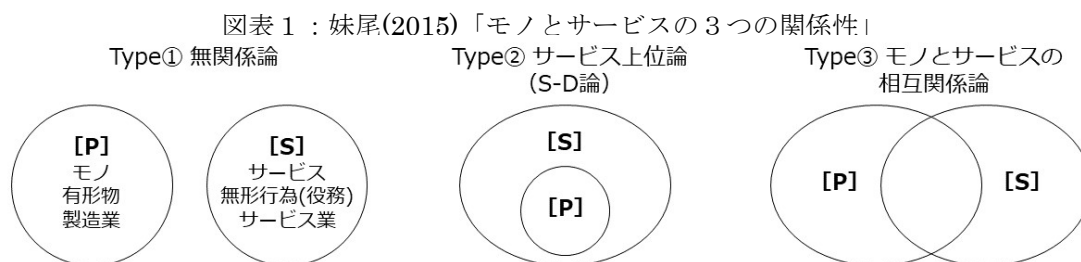 図表１：妹尾(2015)「モノとサービスの３つの関係性」
Type① 無関係論
Type② サービス上位論
（S-D論）
Type③ モノとサービスの
相互関係論
［P］
モノ
有形物
製造業
［S］
サービス
無形行為(役務)
サービス業
［S］
［P］
［P］
［S］